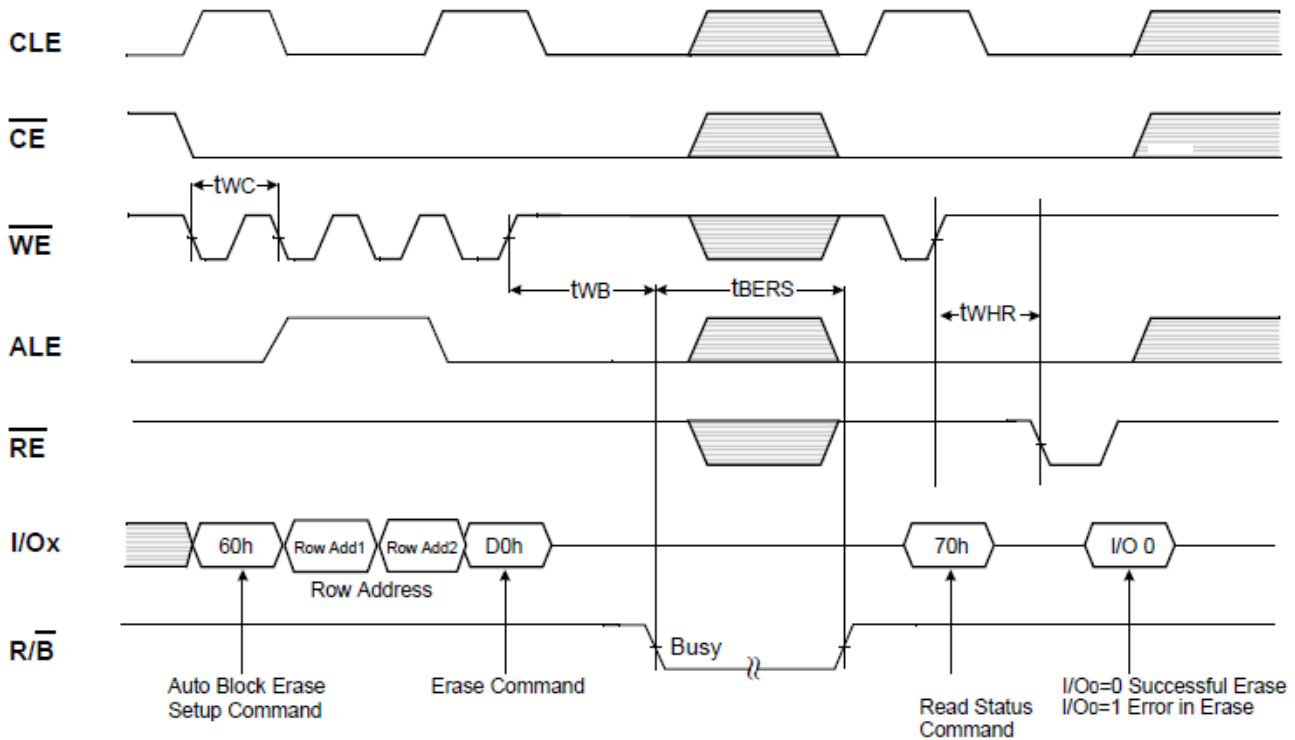 CLE
CE
tWC
WE
tWB
tBERS
tWHR
ALE
RE
I/Ox
60h
Row Add1
Row Add2
D0h
70h
I/O 0
Row Address
R/B
Busy
Auto Block Erase
Setup Command
Erase Command
Read Status
Command
I/O0=0 Successful Erase
I/O0=1 Error in Erase